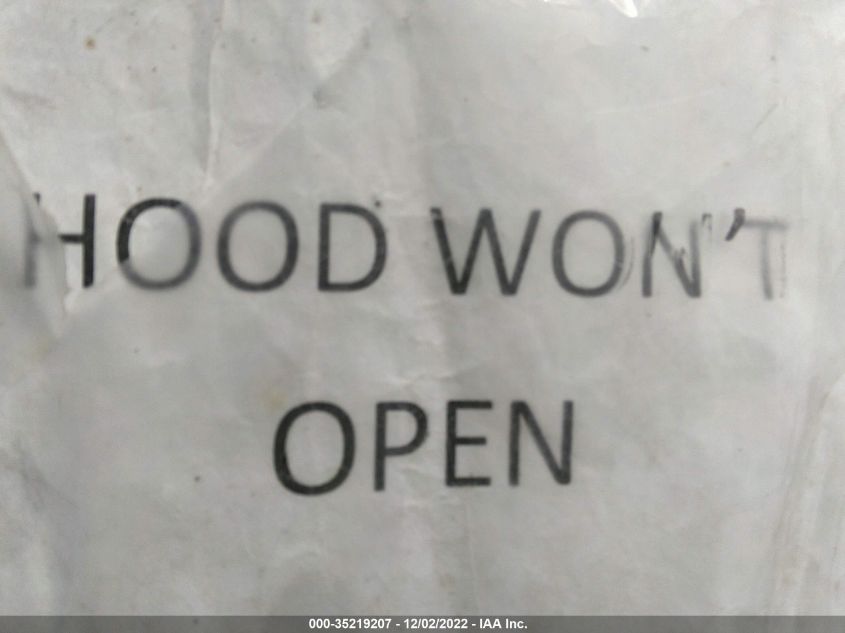 HOOD WON'T
OPEN
000-35219207 - 12/02/2022 - IAA Inc.